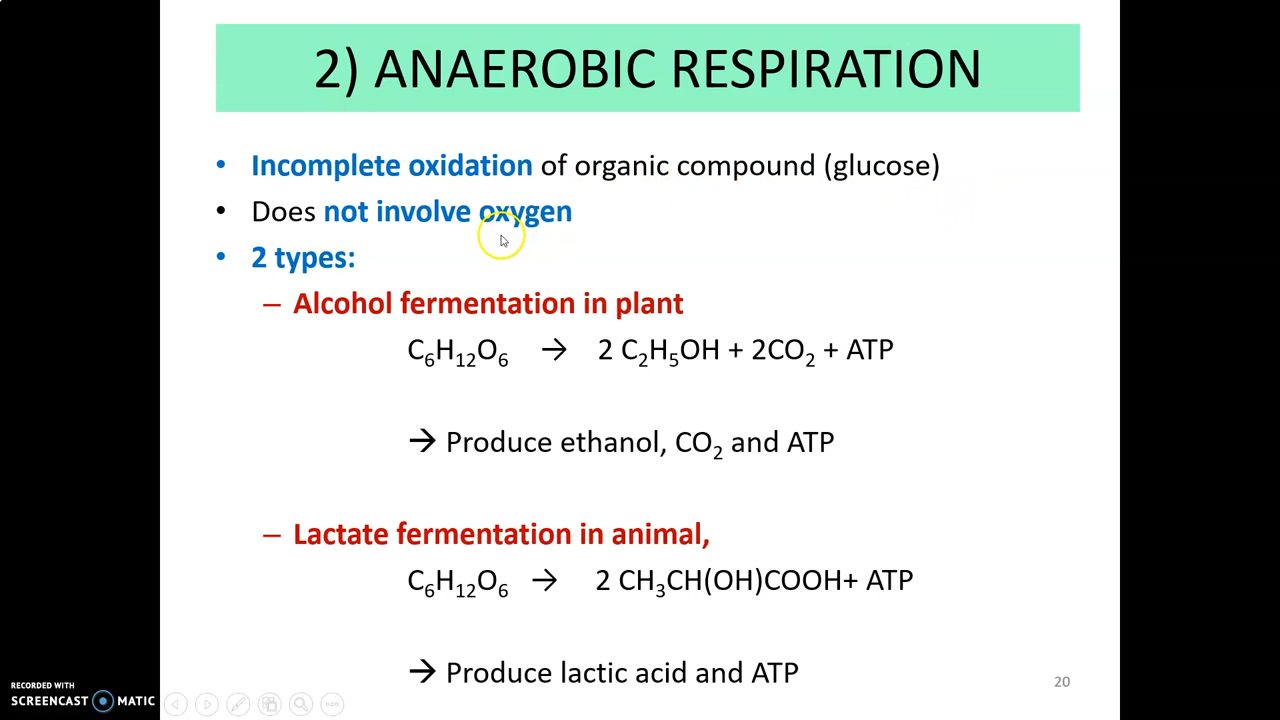 2) ANAEROBIC RESPIRATION
• Incomplete oxidation of organic compound (glucose)
• Does not involve oxygen
• 2 types:
– Alcohol fermentation in plant
C₆H₁₂O₆ → 2 C₂H₅OH + 2CO₂ + ATP
→ Produce ethanol, CO₂ and ATP
– Lactate fermentation in animal,
C₆H₁₂O₆ → 2 CH₃CH(OH)COOH+ ATP
→ Produce lactic acid and ATP
20
RECORDED WITH
SCREENCAST MATIC